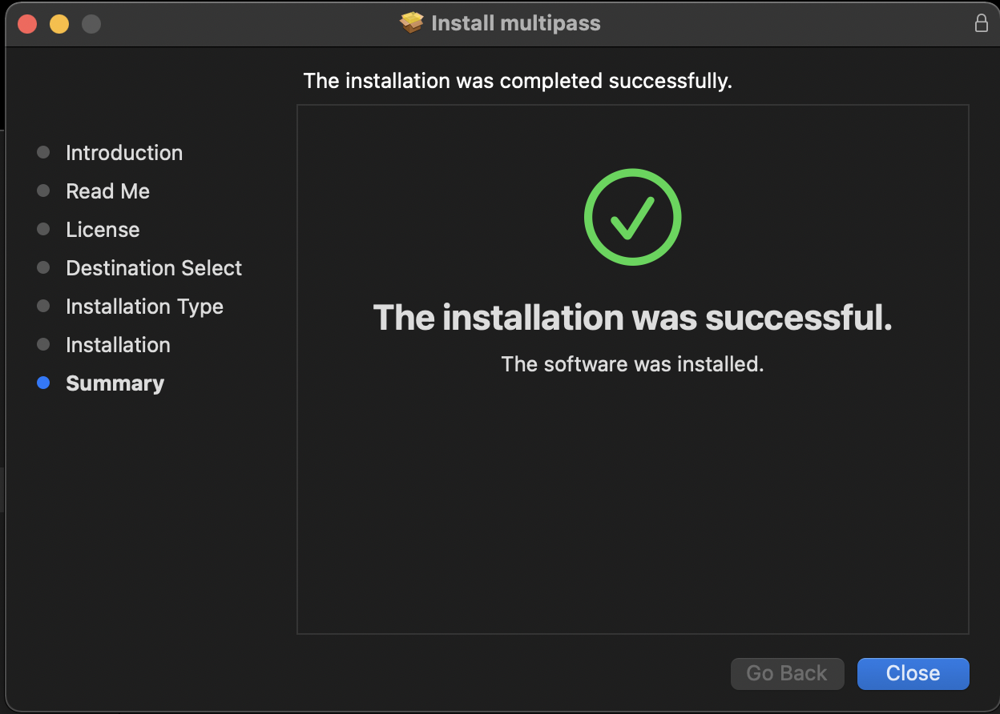 Install multipass
The installation was completed successfully.
Introduction
Read Me
License
Destination Select
Installation Type
Installation
Summary
The installation was successful.
The software was installed.
Go Back
Close